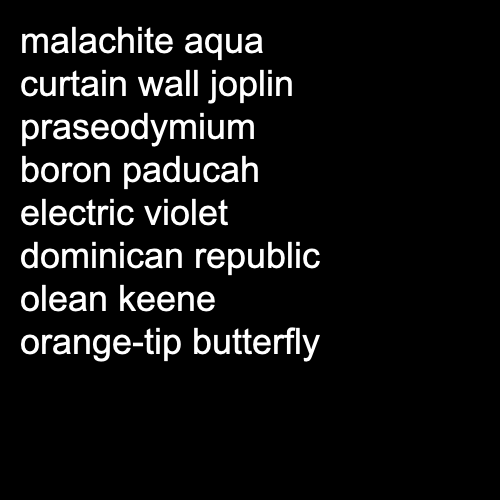 malachite aqua
curtain wall joplin
praseodymium
boron paducah
electric violet
dominican republic
olean keene
orange-tip butterfly